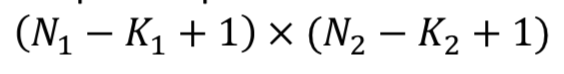 (N₁ − K₁ + 1) × (N₂ − K₂ + 1)